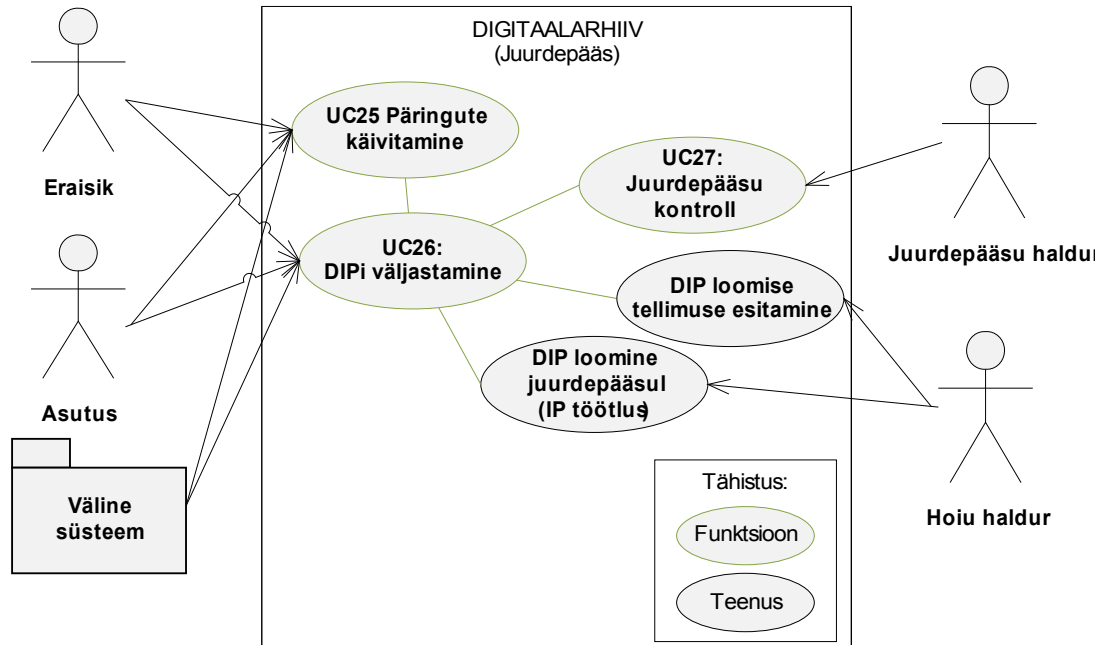 DIGITAALARHIIV
(Juurdepääs)
UC25 Päringute
käivitamine
UC27:
Juurdepääsu
kontroll
Eraisik
UC26:
DIPi väljastamine
Juurdepääsu haldur
DIP loomise
tellimuse esitamine
DIP loomine
juurdepääsul
(IP töötlus)
Asutus
Väline
süsteem
Tähistus:
Funktsioon
Teenus
Hoiu haldur